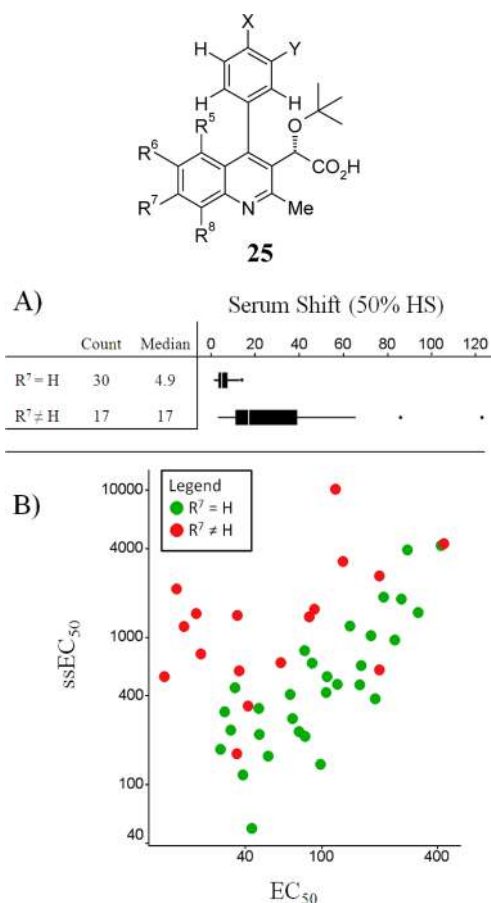 X
H Y
H H
R⁵ O
R⁶
CO₂H
R⁷ N Me
R⁸
25
A) Serum Shift (50% HS)
Count Median 0 20 40 60 80 100 120
R⁷ = H 30 4.9
R⁷ ≠ H 17 17
B)
Legend
R⁷ = H
R⁷ ≠ H
10000
4000
1000
400
100
40
ssEC₅₀
40 100 400
EC₅₀